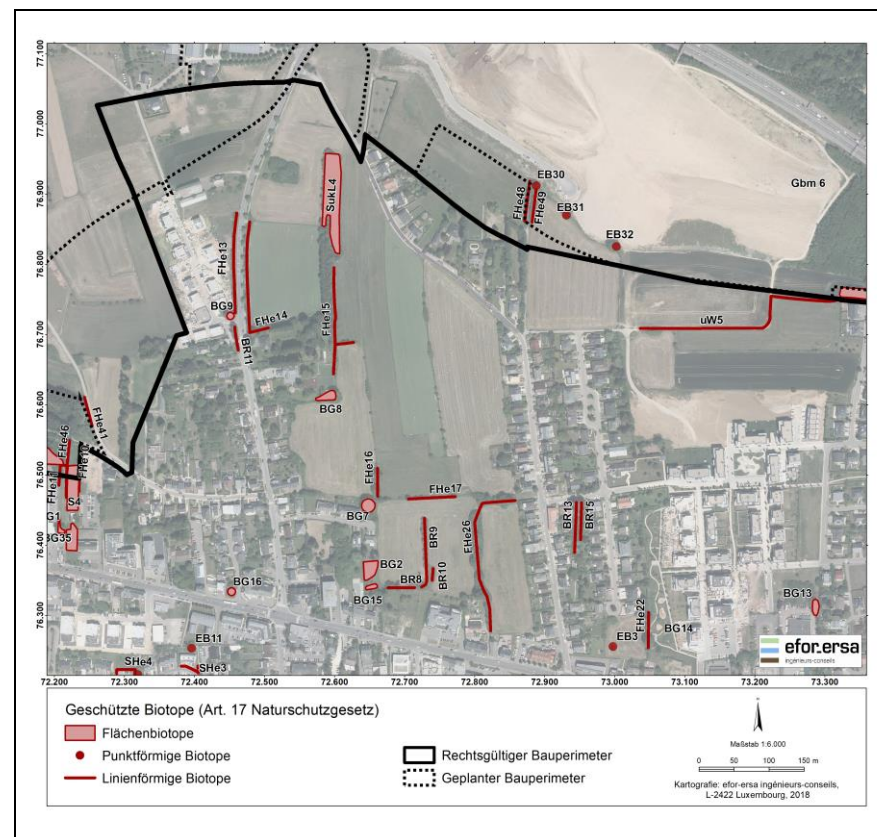 77.100
77.000
76.900
76.800
76.700
76.600
76.500
76.400
76.300
EB30
Gbm 6
SukL4
FHe48
FHe49
EB31
EB32
FHe13
BG9
FHe14
FHe15
uW5
BR11
BG8
FHe41
FHe46
FHe16
FHe17
S4
BG7
FHe26
BR9
BR13
BR15
BG35
BG2
BR10
BR8
BG15
BG16
BG13
FHe22
BG14
EB11
EB3
SHe4
SHe3
efor.ersa
ingénieurs-conseils
72.200 72.300 72.400 72.500 72.600 72.700 72.800 72.900 73.000 73.100 73.200 73.300
Geschützte Biotope (Art. 17 Naturschutzgesetz)
Flächenbiotope
Punktförmige Biotope
Linienförmige Biotope
Rechtsgültiger Bauperimeter
Geplanter Bauperimeter
Maßstab 1:6.000
0 50 100 150 m
Kartografie: efor-ersa ingénieurs-conseils,
L-2422 Luxembourg, 2018